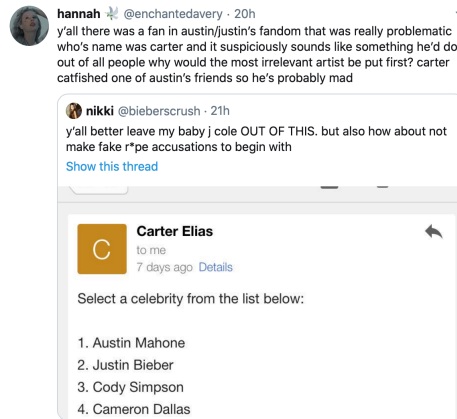 hannah @enchantedavery · 20h
y'all there was a fan in austin/justin's fandom that was really problematic
who's name was carter and it suspiciously sounds like something he'd do
out of all people why would the most irrelevant artist be put first? carter
catfished one of austin's friends so he's probably mad
nikki @bieberscrush · 21h
y'all better leave my baby j cole OUT OF THIS. but also how about not
make fake r*pe accusations to begin with
Show this thread
C
Carter Elias
to me
7 days ago Details
Select a celebrity from the list below:
1. Austin Mahone
2. Justin Bieber
3. Cody Simpson
4. Cameron Dallas